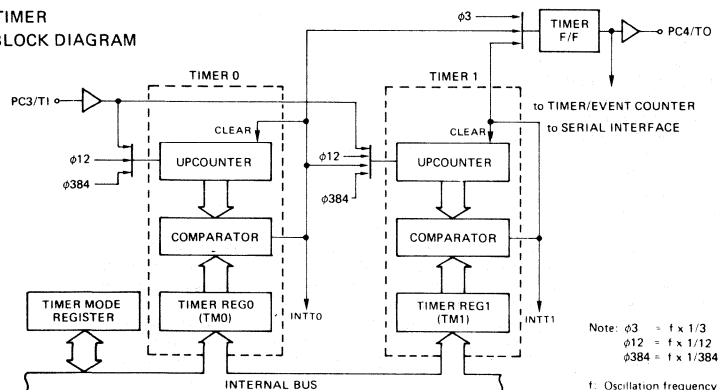 TIMER
BLOCK DIAGRAM
φ3
TIMER
F/F
PC4/TO
TIMER 0
TIMER 1
PC3/TI
to TIMER/EVENT COUNTER
to SERIAL INTERFACE
CLEAR
CLEAR
φ12
UPCOUNTER
φ12
UPCOUNTER
φ384
φ384
COMPARATOR
COMPARATOR
TIMER MODE
REGISTER
TIMER REG0
(TM0)
INTT0
TIMER REG1
(TM1)
INTT1
Note: φ3 = f x 1/3
φ12 = f x 1/12
φ384 = f x 1/384
INTERNAL BUS
f: Oscillation frequency